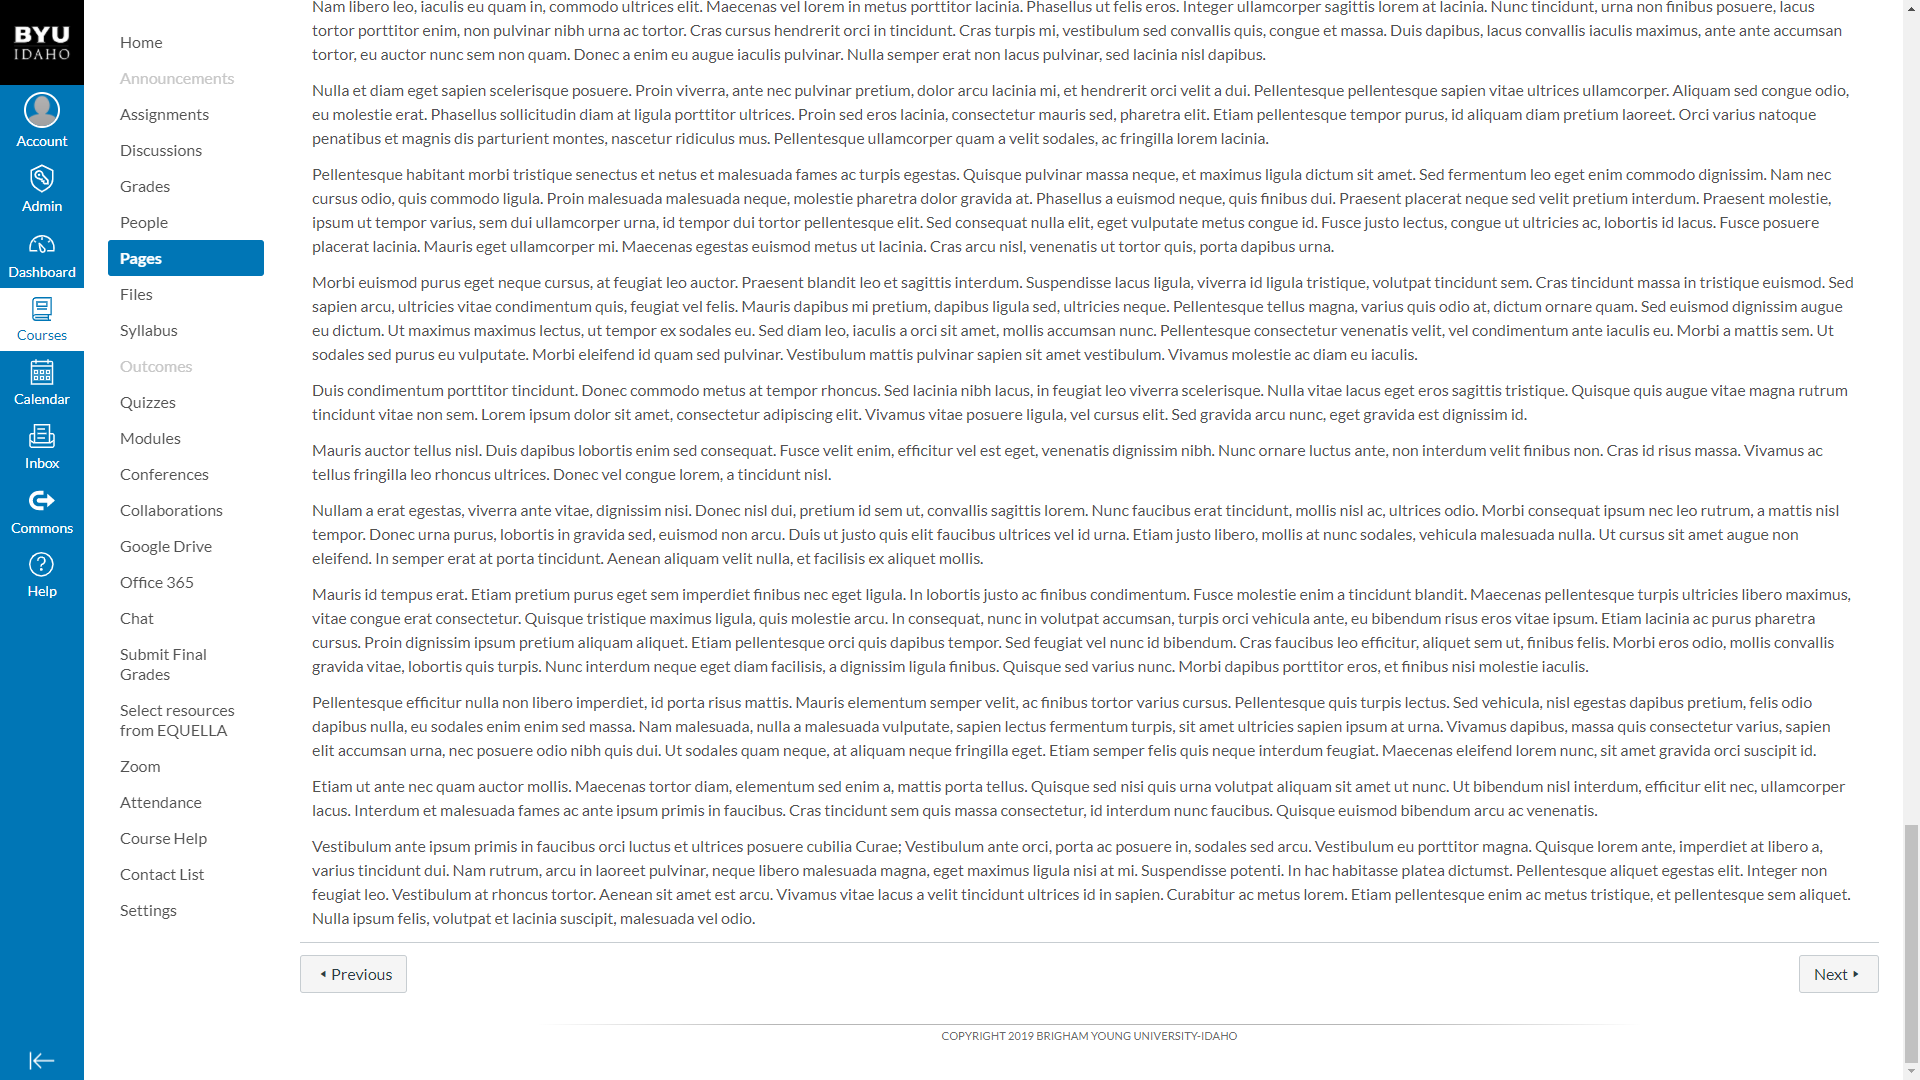 BYU
IDAHO
Account
Admin
Dashboard
Courses
Calendar
Inbox
Commons
Help
Home
Announcements
Assignments
Discussions
Grades
People
Pages
Files
Syllabus
Outcomes
Quizzes
Modules
Conferences
Collaborations
Google Drive
Office 365
Chat
Submit Final
Grades
Select resources
from EQUELLA
Zoom
Attendance
Course Help
Contact List
Settings
Nam libero leo, iaculis eu quam in, commodo ultrices elit. Maecenas vel lorem in metus porttitor lacinia. Phasellus ut felis eros. Integer ullamcorper sagittis lorem at lacinia. Nunc tincidunt, urna non finibus posuere, lacus
tortor porttitor enim, non pulvinar nibh urna ac tortor. Cras cursus hendrerit orci in tincidunt. Cras turpis mi, vestibulum sed convallis quis, congue et massa. Duis dapibus, lacus convallis iaculis maximus, ante ante accumsan
tortor, eu auctor nunc sem non quam. Donec a enim eu augue iaculis pulvinar. Nulla semper erat non lacus pulvinar, sed lacinia nisl dapibus.
Nulla et diam eget sapien scelerisque posuere. Proin viverra, ante nec pulvinar pretium, dolor arcu lacinia mi, et hendrerit orci velit a dui. Pellentesque pellentesque sapien vitae ultrices ullamcorper. Aliquam sed congue odio,
eu molestie erat. Phasellus sollicitudin diam at ligula porttitor ultrices. Proin sed eros lacinia, consectetur mauris sed, pharetra elit. Etiam pellentesque tempor purus, id aliquam diam pretium laoreet. Orci varius natoque
penatibus et magnis dis parturient montes, nascetur ridiculus mus. Pellentesque ullamcorper quam a velit sodales, ac fringilla lorem lacinia.
Pellentesque habitant morbi tristique senectus et netus et malesuada fames ac turpis egestas. Quisque pulvinar massa neque, et maximus ligula dictum sit amet. Sed fermentum leo eget enim commodo dignissim. Nam nec
cursus odio, quis commodo ligula. Proin malesuada malesuada neque, molestie pharetra dolor gravida at. Phasellus a euismod neque, quis finibus dui. Praesent placerat neque sed velit pretium interdum. Praesent molestie,
ipsum ut tempor varius, sem dui ullamcorper urna, id tempor dui tortor pellentesque elit. Sed consequat nulla elit, eget vulputate metus congue id. Fusce justo lectus, congue ut ultricies ac, lobortis id lacus. Fusce posuere
placerat lacinia. Mauris eget ullamcorper mi. Maecenas egestas euismod metus ut lacinia. Cras arcu nisl, venenatis ut tortor quis, porta dapibus urna.
Morbi euismod purus eget neque cursus, at feugiat leo auctor. Praesent blandit leo et sagittis interdum. Suspendisse lacus ligula, viverra id ligula tristique, volutpat tincidunt sem. Cras tincidunt massa in tristique euismod. Sed
sapien arcu, ultricies vitae condimentum quis, feugiat vel felis. Mauris dapibus mi pretium, dapibus ligula sed, ultricies neque. Pellentesque tellus magna, varius quis odio at, dictum ornare quam. Sed euismod dignissim augue
eu dictum. Ut maximus maximus lectus, ut tempor ex sodales eu. Sed diam leo, iaculis a orci sit amet, mollis accumsan nunc. Pellentesque consectetur venenatis velit, vel condimentum ante iaculis eu. Morbi a mattis sem. Ut
sodales sed purus eu vulputate. Morbi eleifend id quam sed pulvinar. Vestibulum mattis pulvinar sapien sit amet vestibulum. Vivamus molestie ac diam eu iaculis.
Duis condimentum porttitor tincidunt. Donec commodo metus at tempor rhoncus. Sed lacinia nibh lacus, in feugiat leo viverra scelerisque. Nulla vitae lacus eget eros sagittis tristique. Quisque quis augue vitae magna rutrum
tincidunt vitae non sem. Lorem ipsum dolor sit amet, consectetur adipiscing elit. Vivamus vitae posuere ligula, vel cursus elit. Sed gravida arcu nunc, eget gravida est dignissim id.
Mauris auctor tellus nisl. Duis dapibus lobortis enim sed consequat. Fusce velit enim, efficitur vel est eget, venenatis dignissim nibh. Nunc ornare luctus ante, non interdum velit finibus non. Cras id risus massa. Vivamus ac
tellus fringilla leo rhoncus ultrices. Donec vel congue lorem, a tincidunt nisl.
Nullam a erat egestas, viverra ante vitae, dignissim nisi. Donec nisl dui, pretium id sem ut, convallis sagittis lorem. Nunc faucibus erat tincidunt, mollis nisl ac, ultrices odio. Morbi consequat ipsum nec leo rutrum, a mattis nisl
tempor. Donec urna purus, lobortis in gravida sed, euismod non arcu. Duis ut justo quis elit faucibus ultrices vel id urna. Etiam justo libero, mollis at nunc sodales, vehicula malesuada nulla. Ut cursus sit amet augue non
eleifend. In semper erat at porta tincidunt. Aenean aliquam velit nulla, et facilisis ex aliquet mollis.
Mauris id tempus erat. Etiam pretium purus eget sem imperdiet finibus nec eget ligula. In lobortis justo ac finibus condimentum. Fusce molestie enim a tincidunt blandit. Maecenas pellentesque turpis ultricies libero maximus,
vitae congue erat consectetur. Quisque tristique maximus ligula, quis molestie arcu. In consequat, nunc in volutpat accumsan, turpis orci vehicula ante, eu bibendum risus eros vitae ipsum. Etiam lacinia ac purus pharetra
cursus. Proin dignissim ipsum pretium aliquam aliquet. Etiam pellentesque orci quis dapibus tempor. Sed feugiat vel nunc id bibendum. Cras faucibus leo efficitur, aliquet sem ut, finibus felis. Morbi eros odio, mollis convallis
gravida vitae, lobortis quis turpis. Nunc interdum neque eget diam facilisis, a dignissim ligula finibus. Quisque sed varius nunc. Morbi dapibus porttitor eros, et finibus nisi molestie iaculis.
Pellentesque efficitur nulla non libero imperdiet, id porta risus mattis. Mauris elementum semper velit, ac finibus tortor varius cursus. Pellentesque quis turpis lectus. Sed vehicula, nisl egestas dapibus pretium, felis odio
dapibus nulla, eu sodales enim enim sed massa. Nam malesuada, nulla a malesuada vulputate, sapien lectus fermentum turpis, sit amet ultricies sapien ipsum at urna. Vivamus dapibus, massa quis consectetur varius, sapien
elit accumsan urna, nec posuere odio nibh quis dui. Ut sodales quam neque, at aliquam neque fringilla eget. Etiam semper felis quis neque interdum feugiat. Maecenas eleifend lorem nunc, sit amet gravida orci suscipit id.
Etiam ut ante nec quam auctor mollis. Maecenas tortor diam, elementum sed enim a, mattis porta tellus. Quisque sed nisi quis urna volutpat aliquam sit amet ut nunc. Ut bibendum nisl interdum, efficitur elit nec, ullamcorper
lacus. Interdum et malesuada fames ac ante ipsum primis in faucibus. Cras tincidunt sem quis massa consectetur, id interdum nunc faucibus. Quisque euismod bibendum arcu ac venenatis.
Vestibulum ante ipsum primis in faucibus orci luctus et ultrices posuere cubilia Curae; Vestibulum ante orci, porta ac posuere in, sodales sed arcu. Vestibulum eu porttitor magna. Quisque lorem ante, imperdiet at libero a,
varius tincidunt dui. Nam rutrum, arcu in laoreet pulvinar, neque libero malesuada magna, eget maximus ligula nisi at mi. Suspendisse potenti. In hac habitasse platea dictumst. Pellentesque aliquet egestas elit. Integer non
feugiat leo. Vestibulum at rhoncus tortor. Aenean sit amet est arcu. Vivamus vitae lacus a velit tincidunt ultrices id in sapien. Curabitur ac metus lorem. Etiam pellentesque enim ac metus tristique, et pellentesque sem aliquet.
Nulla ipsum felis, volutpat et lacinia suscipit, malesuada vel odio.
Previous
Next
COPYRIGHT 2019 BRIGHAM YOUNG UNIVERSITY-IDAHO